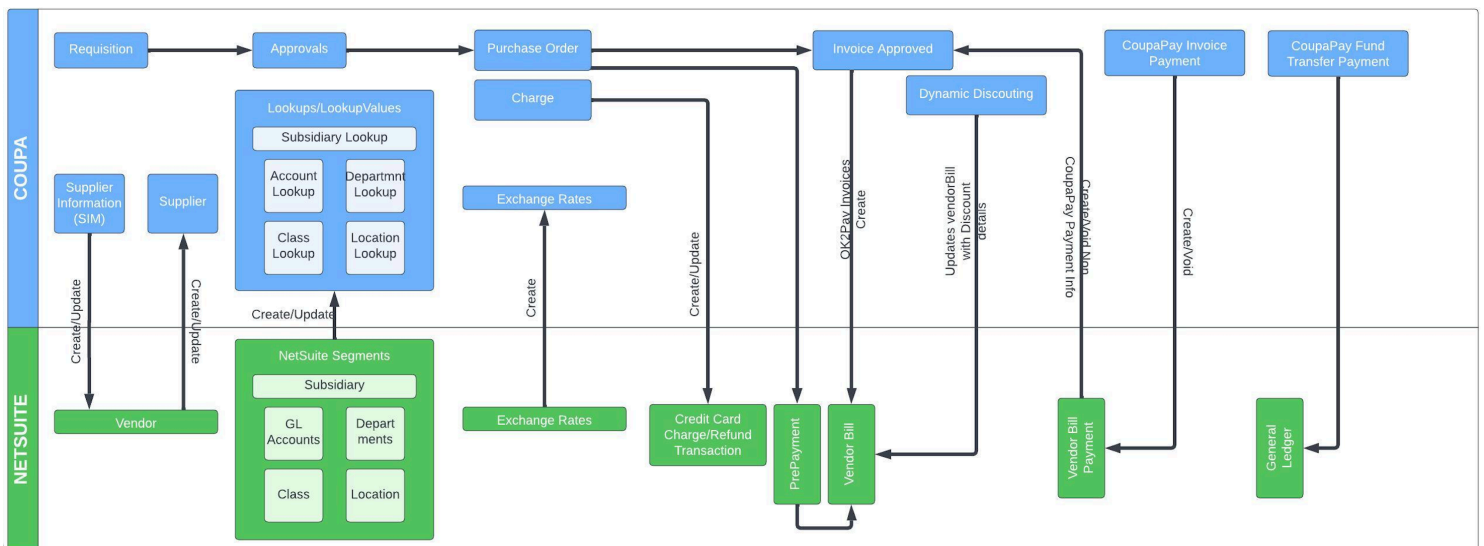 COUPA
Requisition
Approvals
Purchase Order
Invoice Approved
CoupaPay Invoice
Payment
CoupaPay Fund
Transfer Payment
Charge
Dynamic Discouting
Lookups/LookupValues
Subsidiary Lookup
Account
Lookup
Departmnt
Lookup
Class
Lookup
Location
Lookup
Supplier
Information
(SIM)
Supplier
Exchange Rates
Create/Update
Create/Update
Create/Update
Create
Create/Update
OK2Pay Invoices
Create
Updates vendorBill
with Discount
details
Create/Void Non
CoupaPay Payment Info
Create/Void
NETSUITE
Vendor
NetSuite Segments
Subsidiary
GL
Accounts
Depart
ments
Class
Location
Exchange Rates
Credit Card
Charge/Refund
Transaction
PrePayment
Vendor Bill
Vendor Bill
Payment
General
Ledger